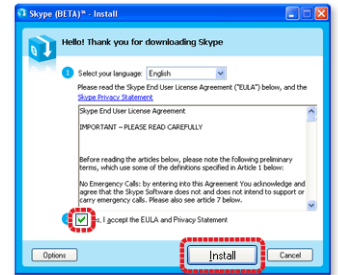 Skype (BETA)™ - Install
Hello! Thank you for downloading Skype
1 Select your language: English
Please read the Skype End User License Agreement ("EULA") below, and the
Skype Privacy Statement
Skype End User License Agreement
IMPORTANT – PLEASE READ CAREFULLY
Before reading the articles below, please note the following preliminary
terms, which use some of the definitions specified in Article 1 below:
No Emergency Calls: by entering into this Agreement You acknowledge and
agree that the Skype Software does not and does not intend to support or
carry emergency calls. Please also see article 7 below.
s, I accept the EULA and Privacy Statement
Options
Install
Cancel